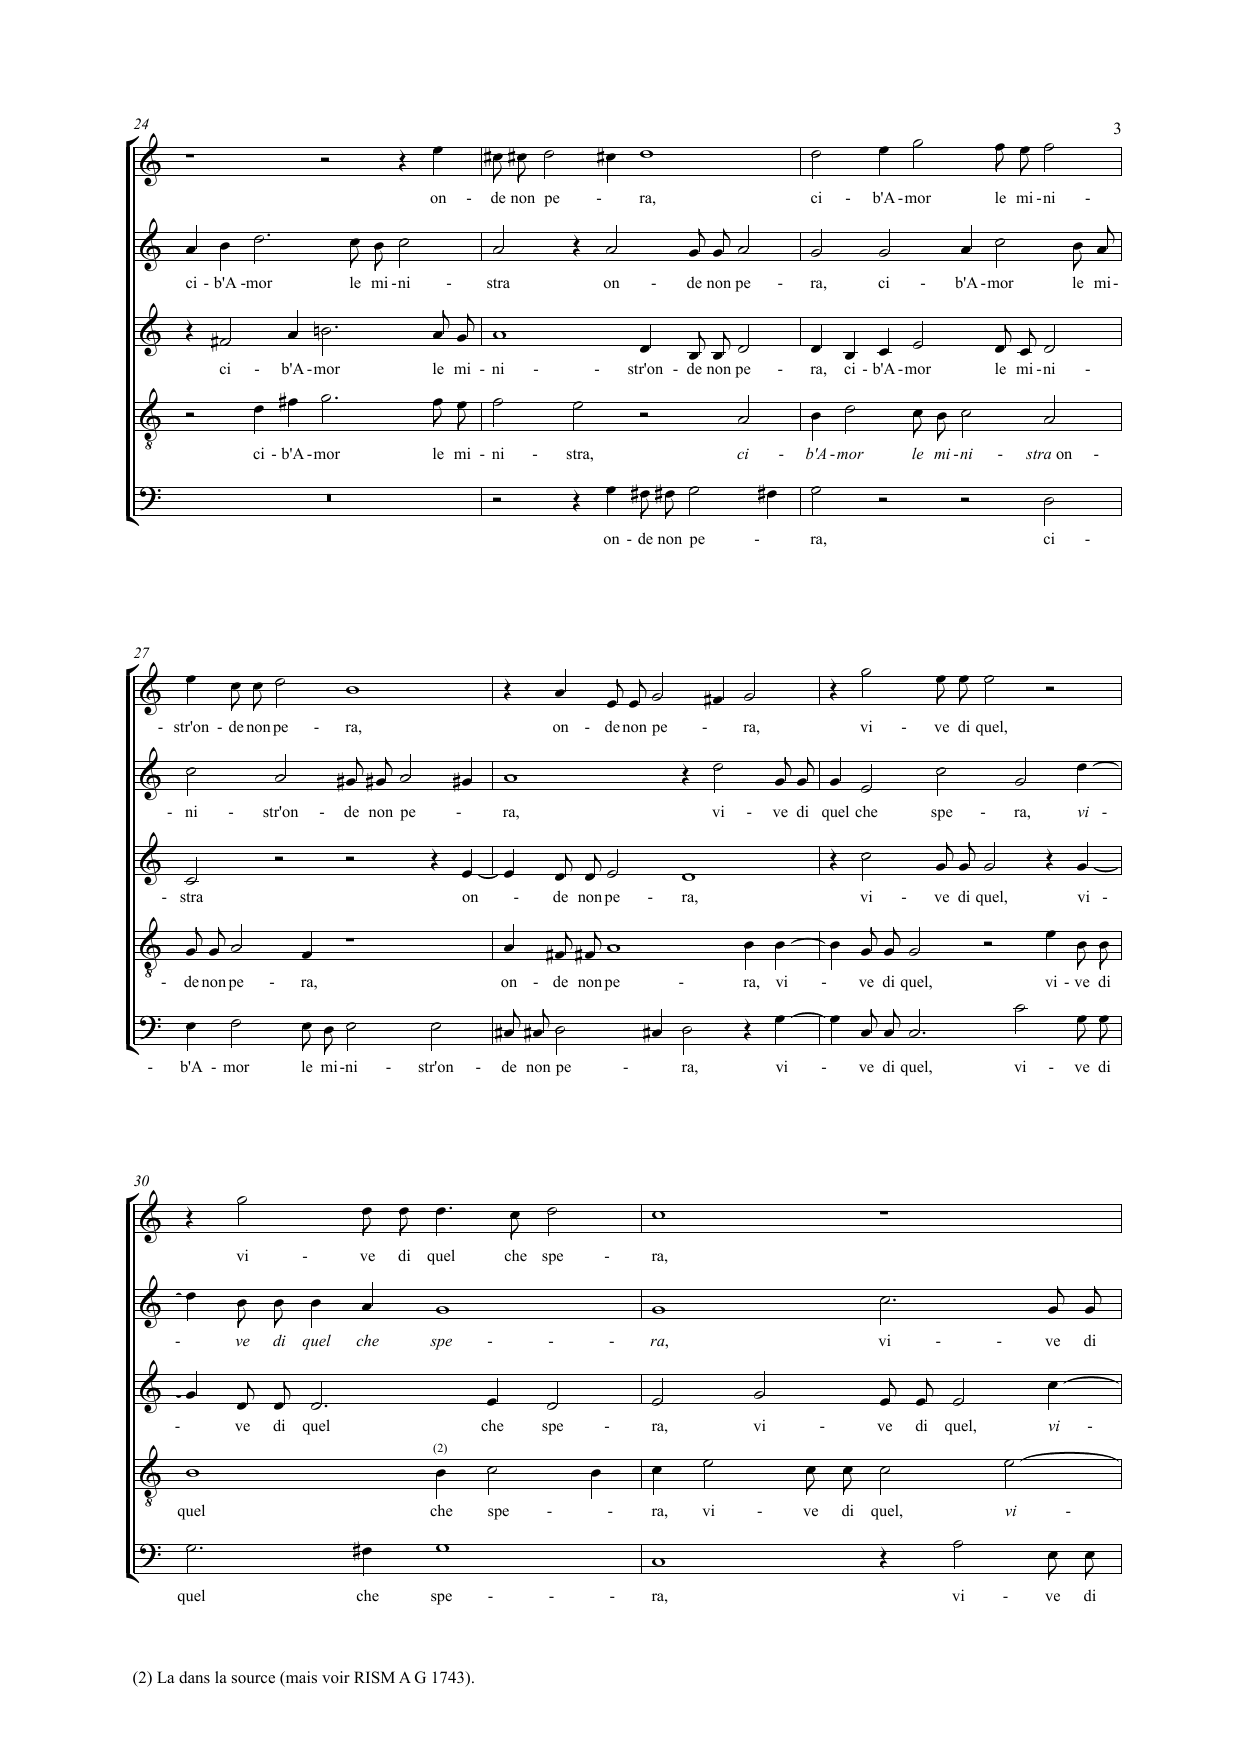 24
3
on - de non pe - ra, ci - b'A - mor le mi - ni -
ci - b'A - mor le mi - ni - stra on - de non pe - ra, ci - b'A - mor le mi -
ci - b'A - mor le mi - ni - - str'on - de non pe - ra, ci - b'A - mor le mi - ni -
8
ci - b'A - mor le mi - ni - stra, ci - b'A - mor le mi - ni - stra on -
on - de non pe - ra, ci -
27
- str'on - de non pe - ra, on - de non pe - ra, vi - ve di quel,
- ni - str'on - de non pe - ra, vi - ve di quel che spe - ra, vi -
- stra on - de non pe - ra, vi - ve di quel, vi -
8
- de non pe - ra, on - de non pe - ra, vi - ve di quel, vi - ve di
- b'A - mor le mi - ni - str'on - de non pe - ra, vi - ve di quel, vi - ve di
30
vi - ve di quel che spe - ra,
- ve di quel che spe - - - ra, vi - - ve di
- ve di quel che spe - ra, vi - ve di quel, vi -
(2)
8
quel che spe - - ra, vi - ve di quel, vi -
quel che spe - - - ra, vi - ve di
(2) La dans la source (mais voir RISM A G 1743).